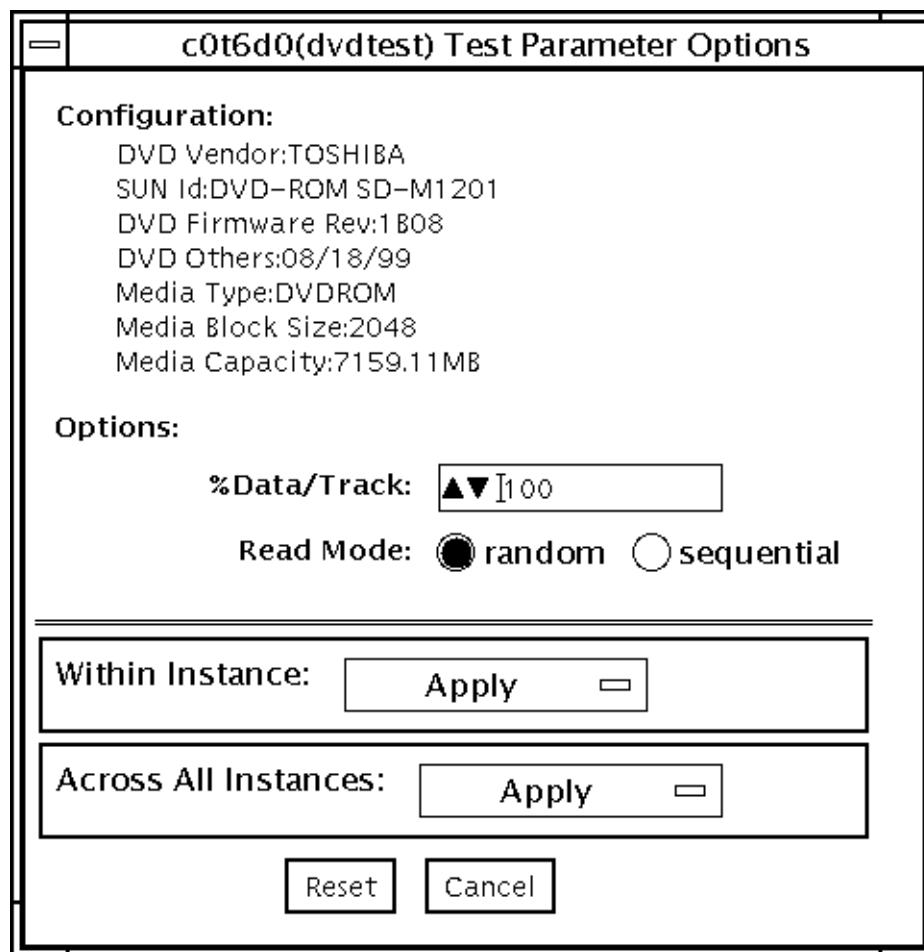 c0t6d0(dvdtest) Test Parameter Options
Configuration:
DVD Vendor:TOSHIBA
SUN Id:DVD-ROM SD-M1201
DVD Firmware Rev:1B08
DVD Others:08/18/99
Media Type:DVDROM
Media Block Size:2048
Media Capacity:7159.11MB
Options:
%Data/Track: 100
Read Mode: random sequential
Within Instance: Apply
Across All Instances: Apply
Reset Cancel